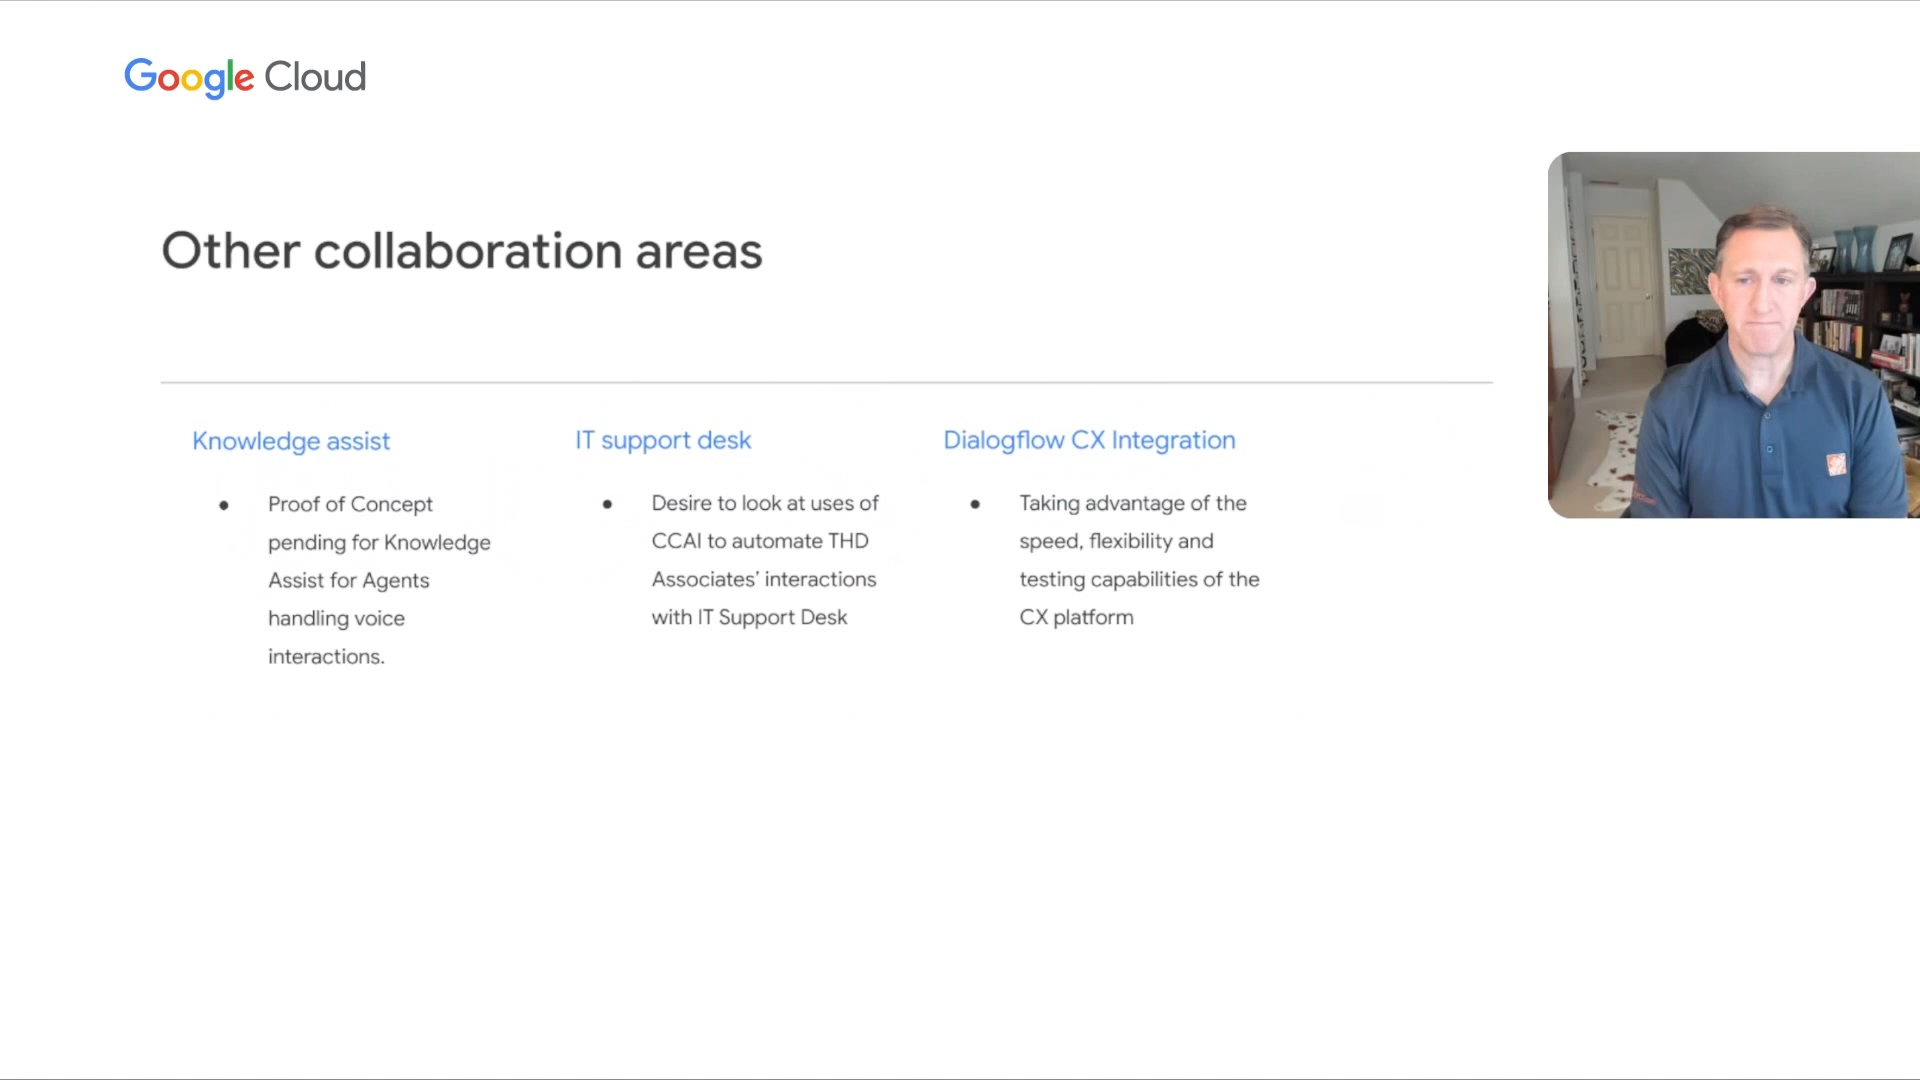 Google Cloud
Other collaboration areas
Knowledge assist
● Proof of Concept
pending for Knowledge
Assist for Agents
handling voice
interactions.
IT support desk
● Desire to look at uses of
CCAI to automate THD
Associates’ interactions
with IT Support Desk
Dialogflow CX Integration
● Taking advantage of the
speed, flexibility and
testing capabilities of the
CX platform